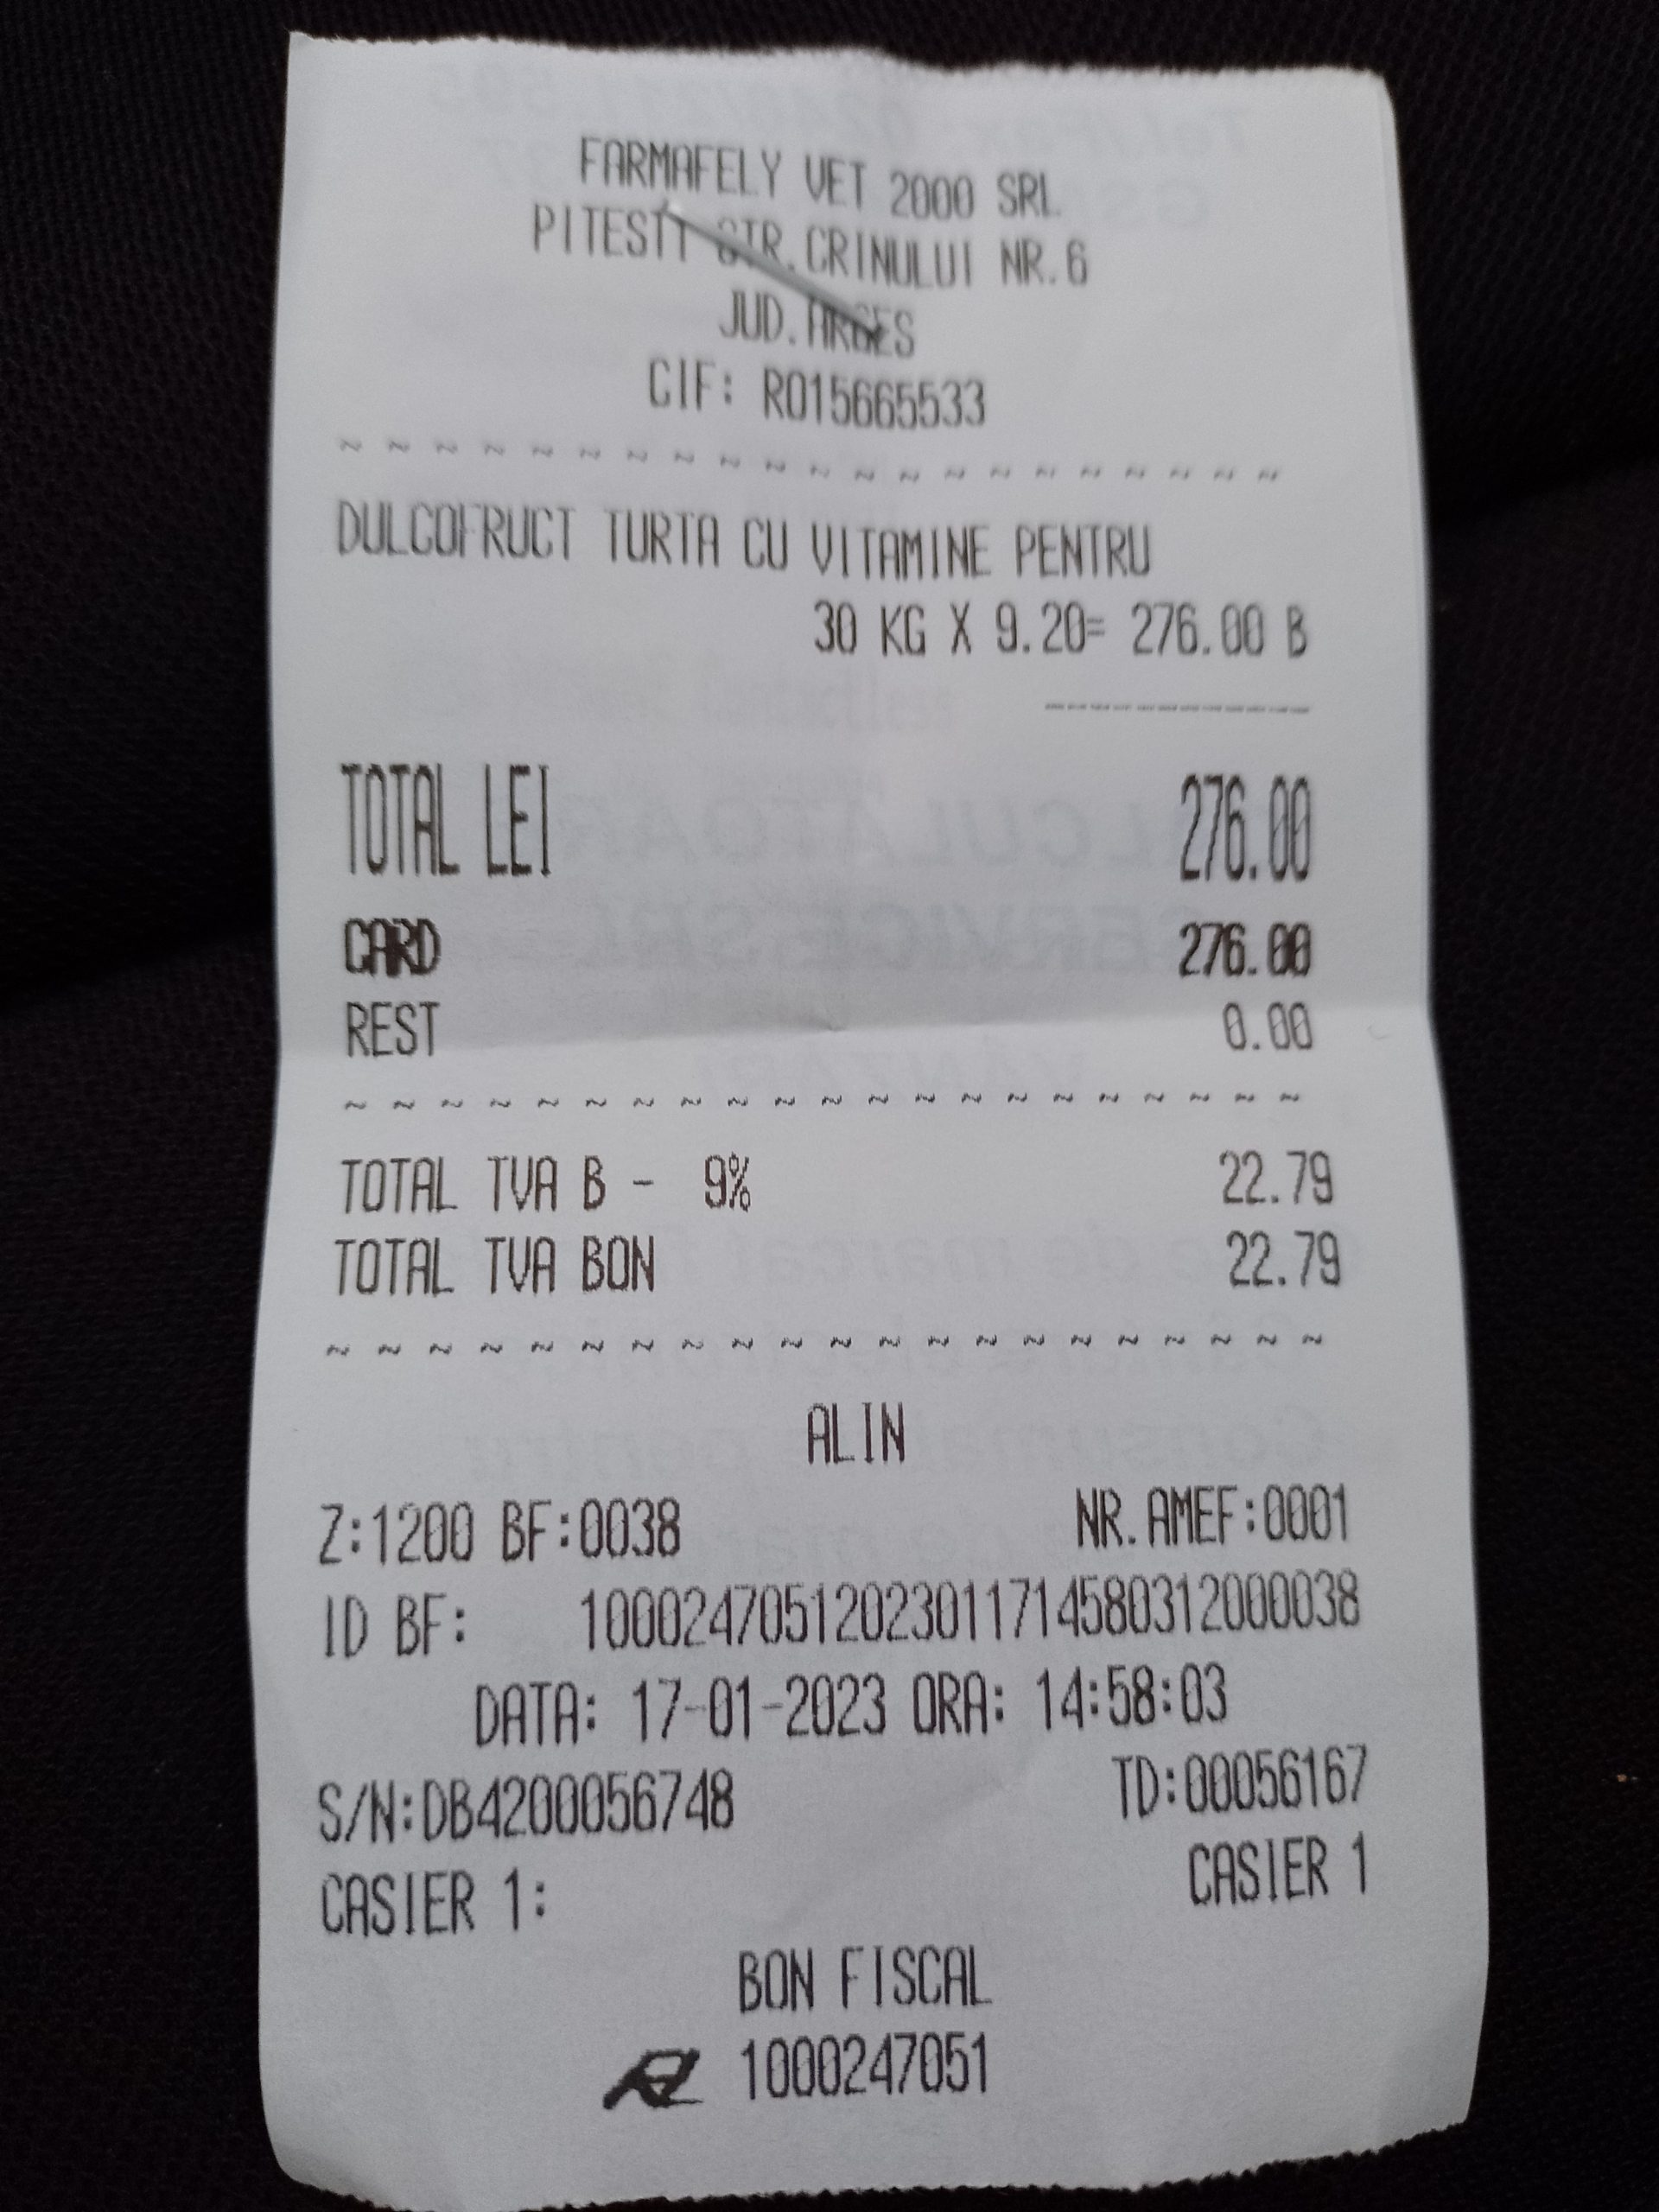 FARMAFELY VET 2000 SRL
PITESTI STR.CRINULUI NR.6
JUD.ARGES
CIF: RO15665533
~ ~ ~ ~ ~ ~ ~ ~ ~ ~ ~ ~ ~ ~ ~ ~ ~ ~ ~ ~ ~
DULCOFRUCT TURTA CU VITAMINE PENTRU
30 KG X 9.20= 276.00 B
------------
TOTAL LEI 276.00
CARD 276.00
REST 0.00
~ ~ ~ ~ ~ ~ ~ ~ ~ ~ ~ ~ ~ ~ ~ ~ ~ ~ ~ ~ ~
TOTAL TVA B - 9% 22.79
TOTAL TVA BON 22.79
~ ~ ~ ~ ~ ~ ~ ~ ~ ~ ~ ~ ~ ~ ~ ~ ~ ~ ~ ~ ~
ALIN
Z:1200 BF:0038 NR.AMEF:0001
ID BF: 10002470512023011714580312000038
DATA: 17-01-2023 ORA: 14:58:03
S/N:DB4200056748 TD:00056167
CASIER 1: CASIER 1
BON FISCAL
1000247051